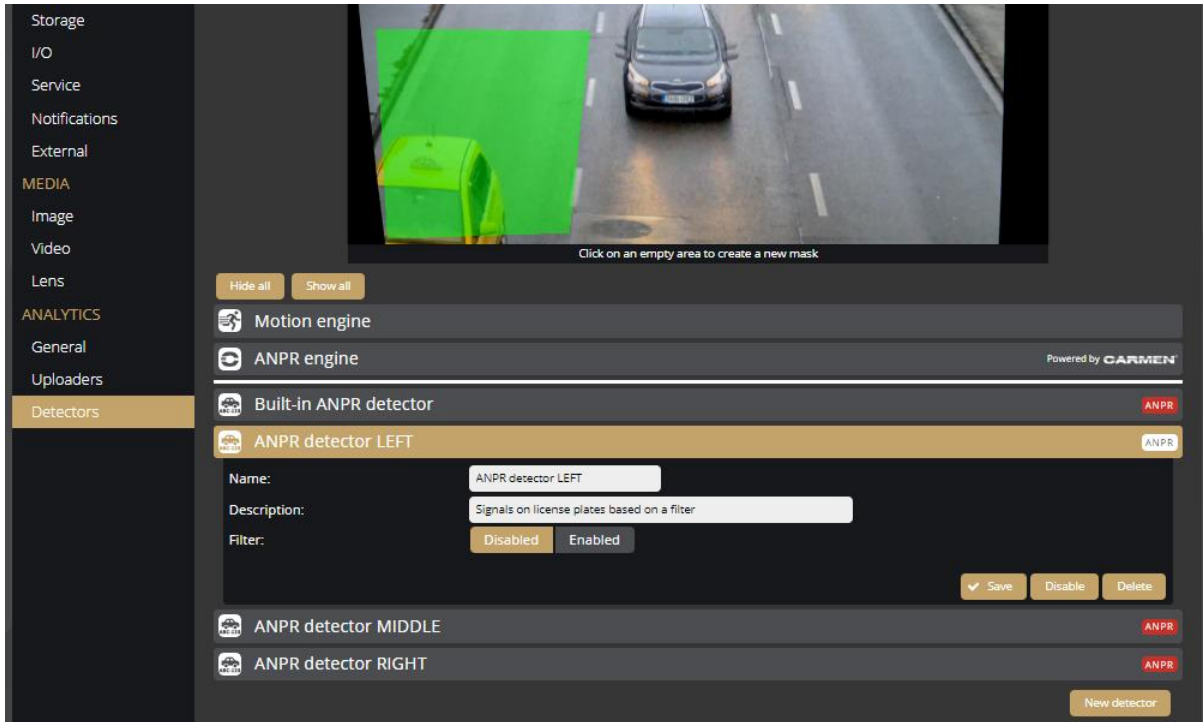 Storage
I/O
Service
Notifications
External
MEDIA
Image
Video
Lens
ANALYTICS
General
Uploaders
Detectors
Click on an empty area to create a new mask
Hide all Show all
Motion engine
ANPR engine Powered by CARMEN
Built-in ANPR detector ANPR
ANPR detector LEFT ANPR
Name: ANPR detector LEFT
Description: Signals on license plates based on a filter
Filter: Disabled Enabled
Save Disable Delete
ANPR detector MIDDLE ANPR
ANPR detector RIGHT ANPR
New detector